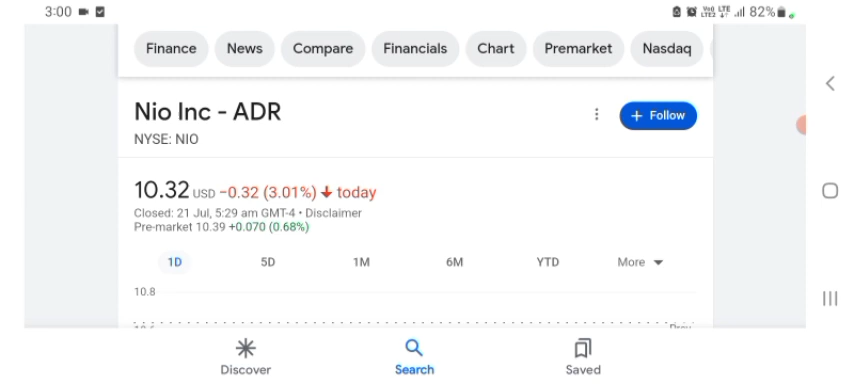 3:00 82%
Finance News Compare Financials Chart Premarket Nasdaq
Nio Inc - ADR
+ Follow
NYSE: NIO
10.32 USD −0.32 (3.01%) today
Closed: 21 Jul, 5:29 am GMT-4 • Disclaimer
Pre-market 10.39 +0.070 (0.68%)
1D 5D 1M 6M YTD More
10.8
Discover Search Saved